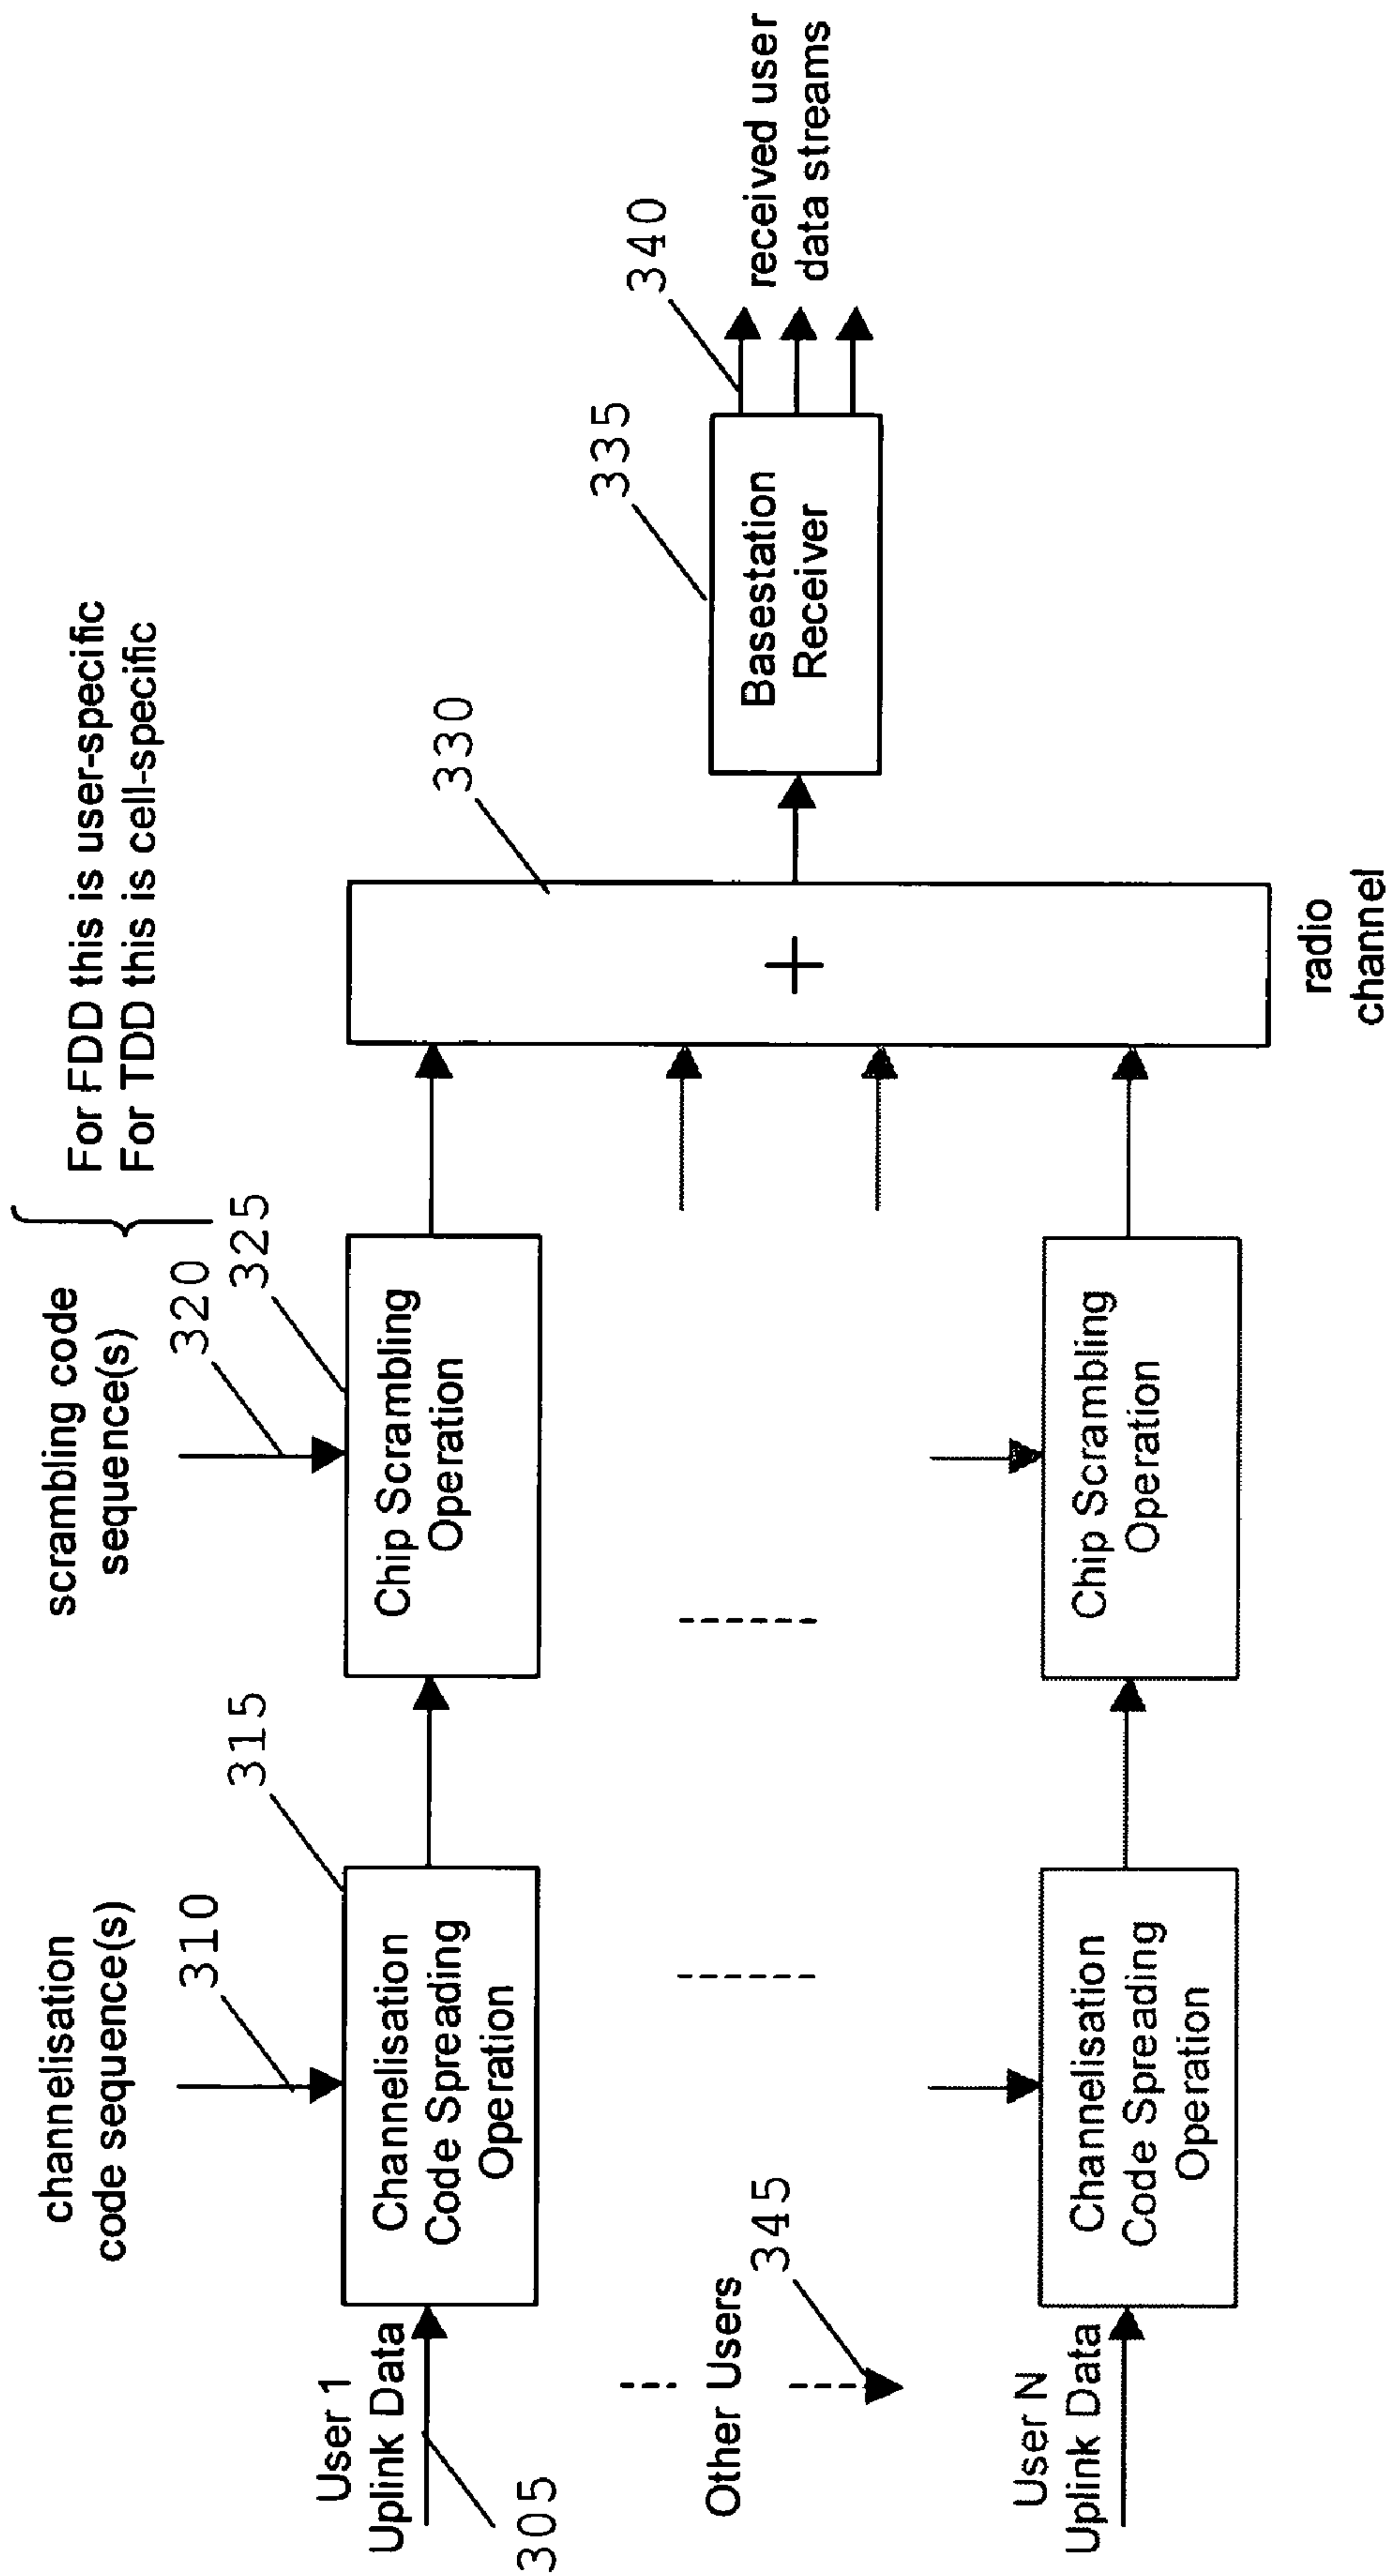 For FDD this is user-specific
For TDD this is cell-specific
channelisation
code sequence(s)
scrambling code
sequence(s)
310
315
320
325
330
335
340
User 1
Uplink Data
305
Channelisation
Code Spreading
Operation
Chip Scrambling
Operation
+
Basestation
Receiver
received user
data streams
Other Users
345
User N
Uplink Data
Channelisation
Code Spreading
Operation
Chip Scrambling
Operation
radio
channel